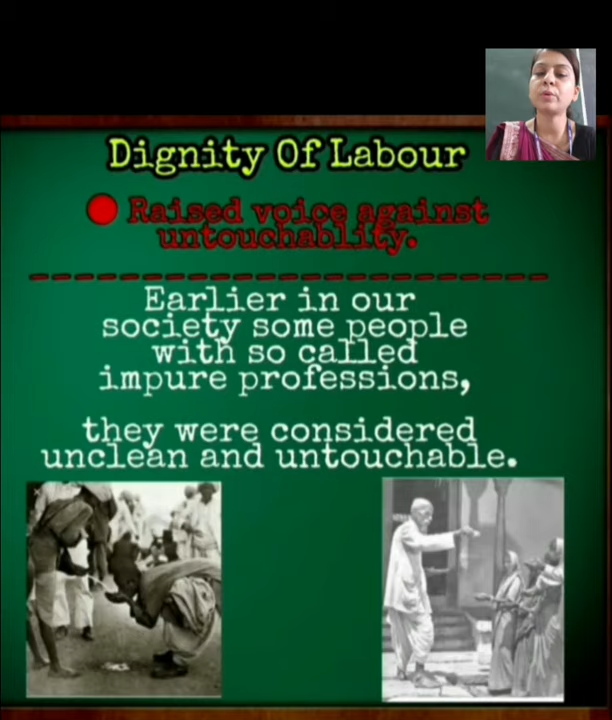 Dignity Of Labour
Raised voice against
untouchablity.
Earlier in our
society some people
with so called
impure professions,
they were considered
unclean and untouchable.